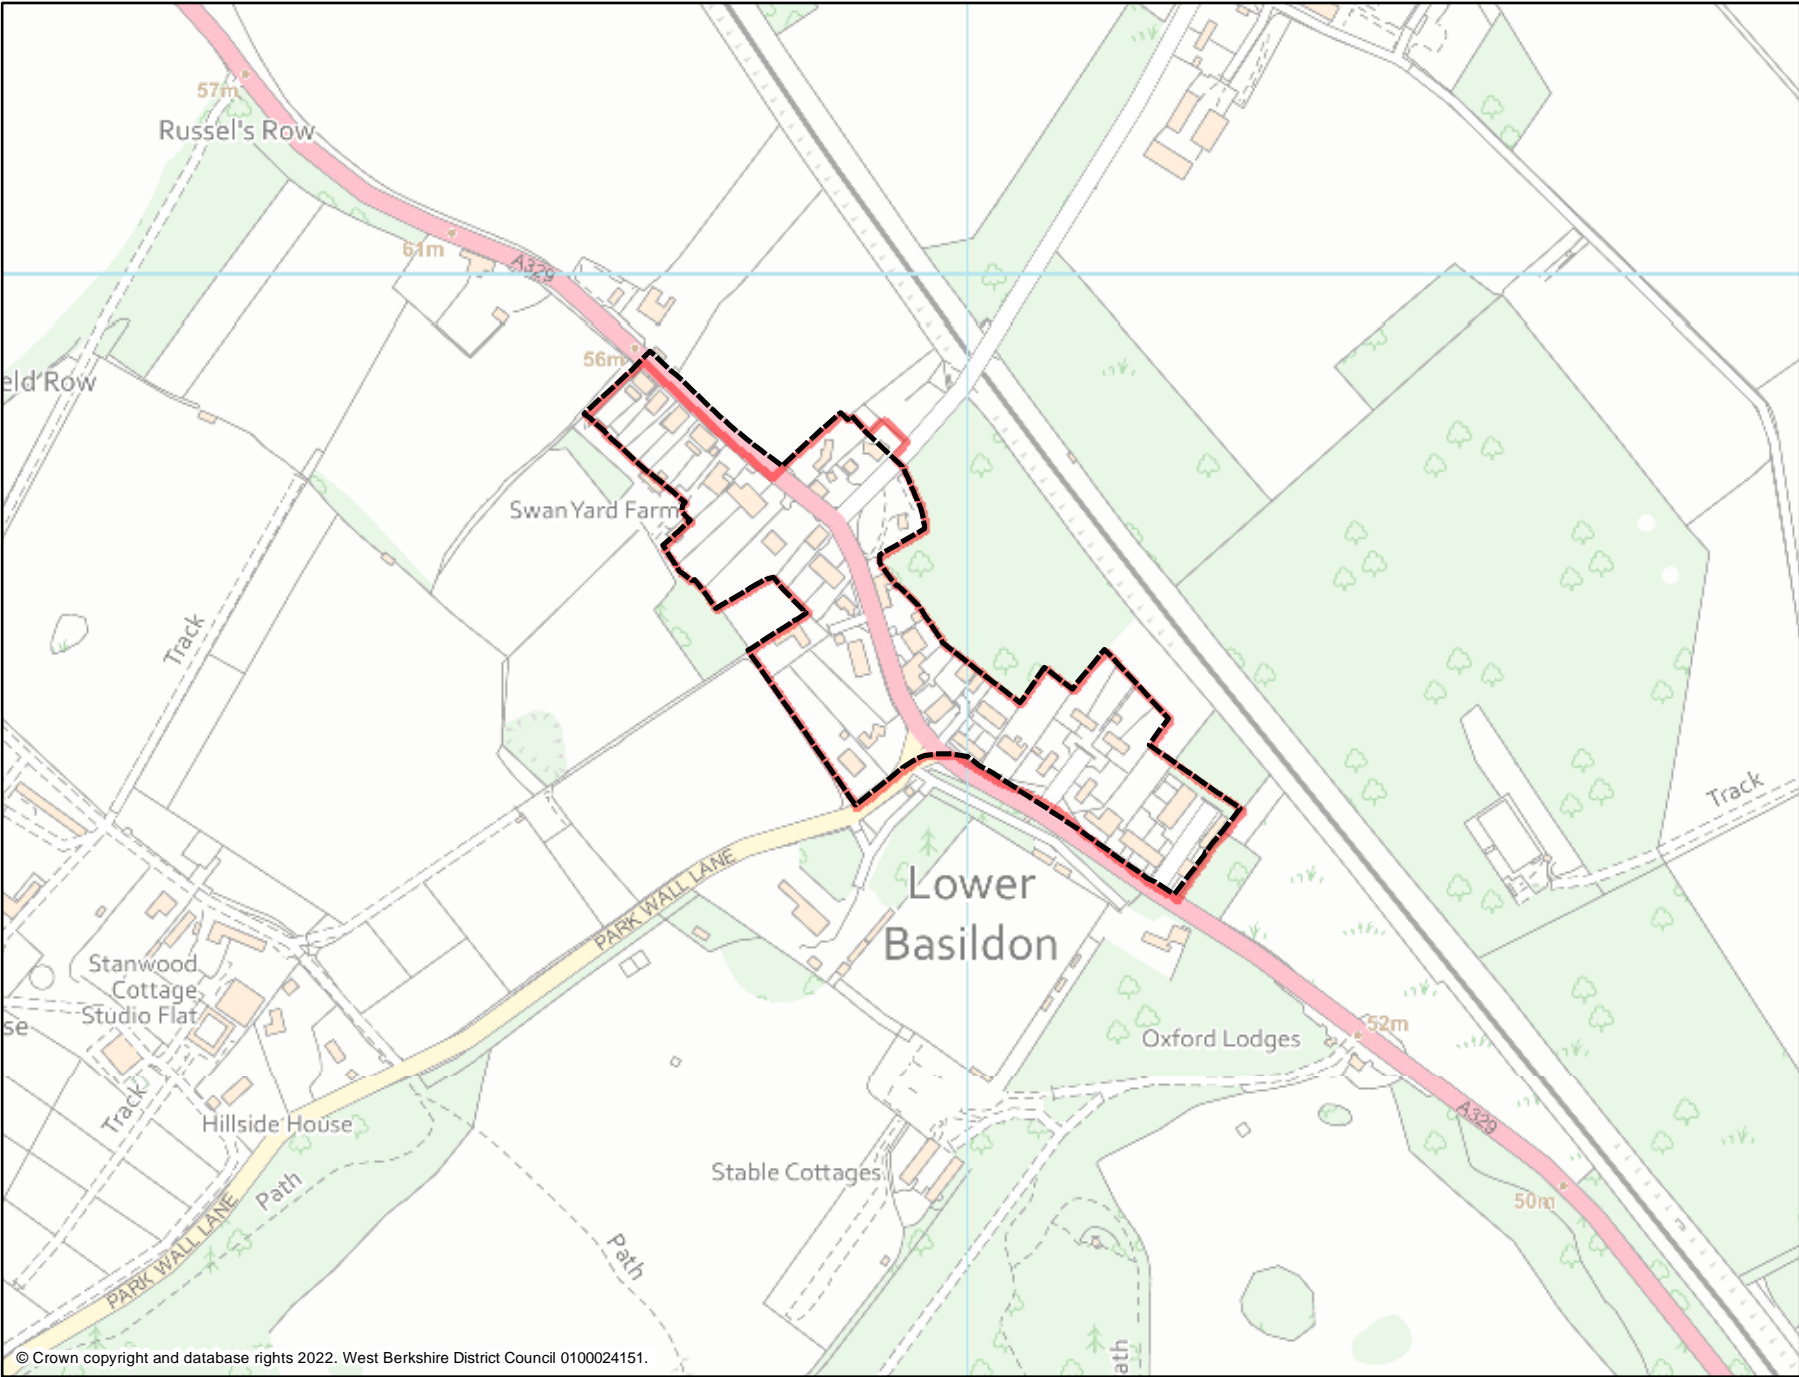 57m
Russel's Row
61m
A329
56m
eld Row
Swan Yard Farm
Track
Track
PARK WALL LANE
Lower
Basildon
Stanwood
Cottage
Studio Flat
se
52m
Oxford Lodges
Track
Hillside House
A329
Stable Cottages
Path
50m
Path
PARK WALL LANE
ath
© Crown copyright and database rights 2022. West Berkshire District Council 0100024151.